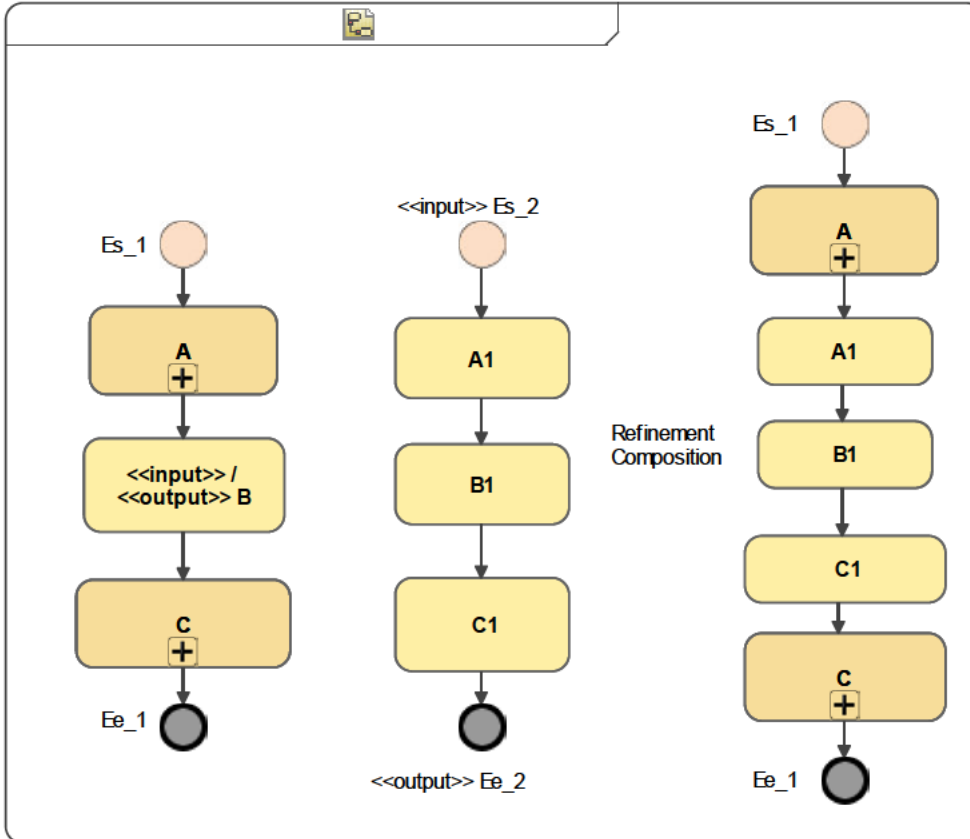 Es_1
A
<<input>> /
<<output>> B
C
Ee_1
<<input>> Es_2
A1
B1
C1
<<output>> Ee_2
Refinement
Composition
Es_1
A
A1
B1
C1
C
Ee_1